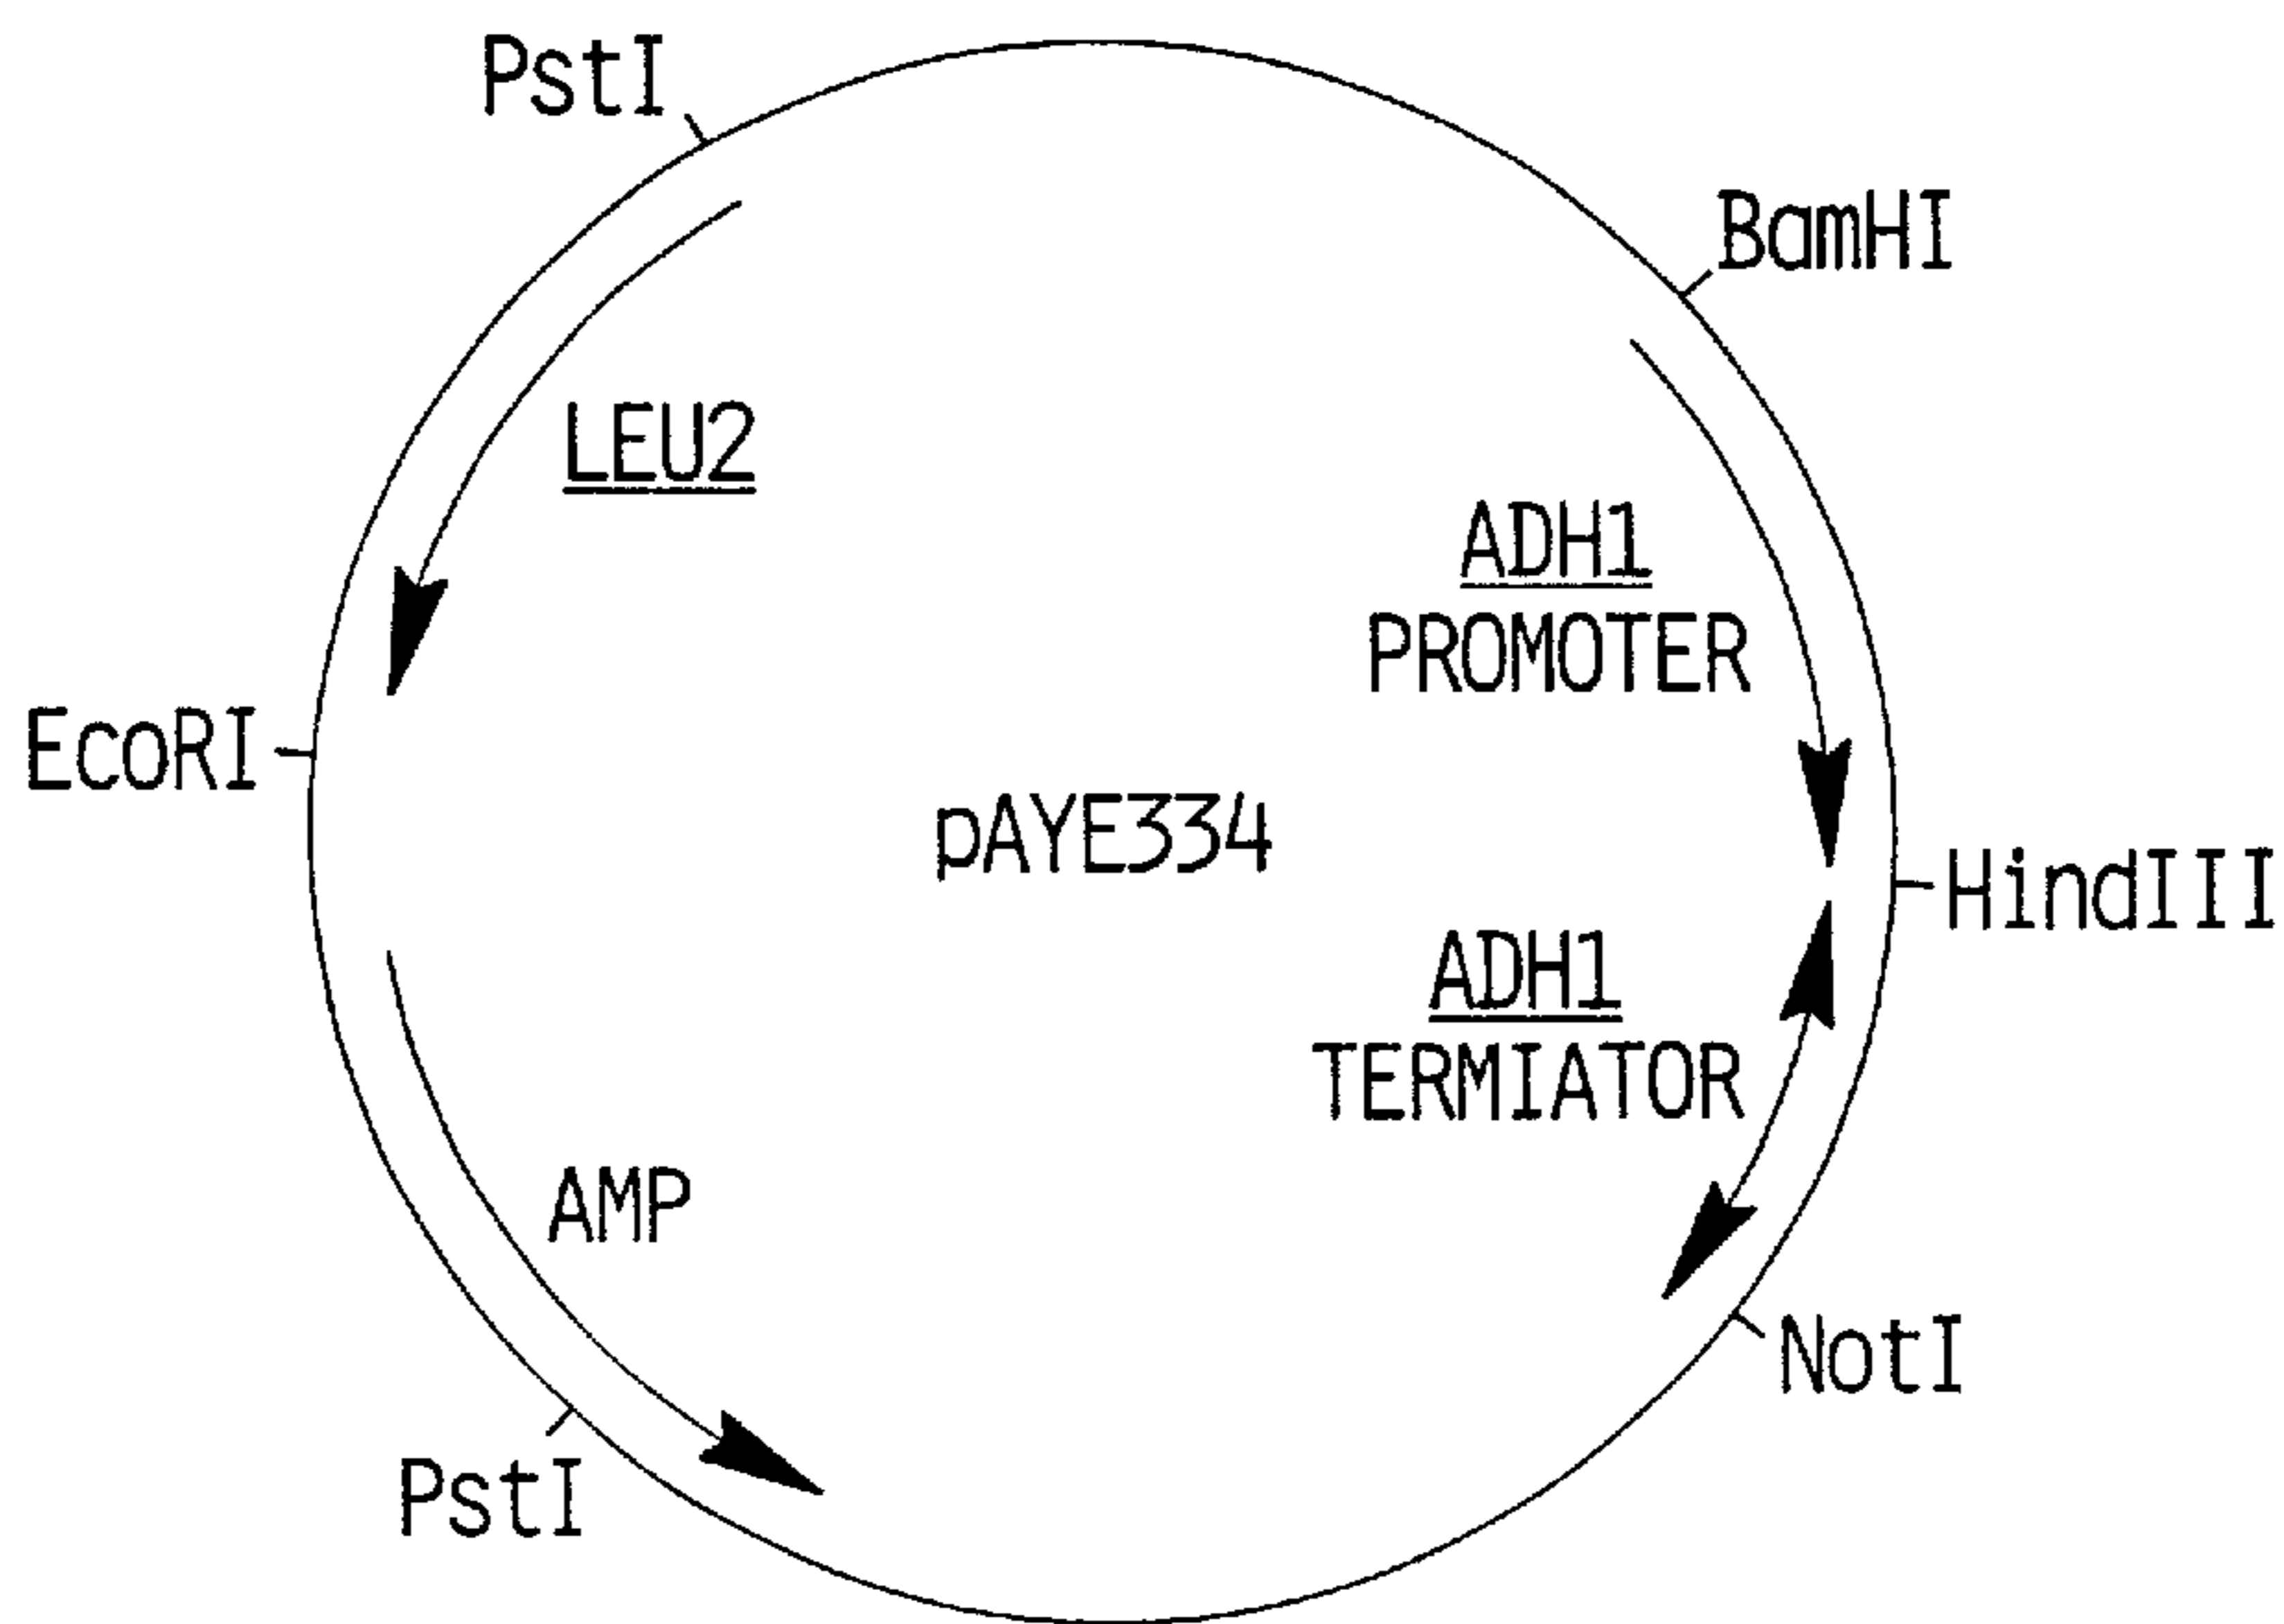 PstI
BamHI
LEU2
ADH1
PROMOTER
EcoRI
pAYE334
HindIII
ADH1
TERMIATOR
AMP
NotI
PstI